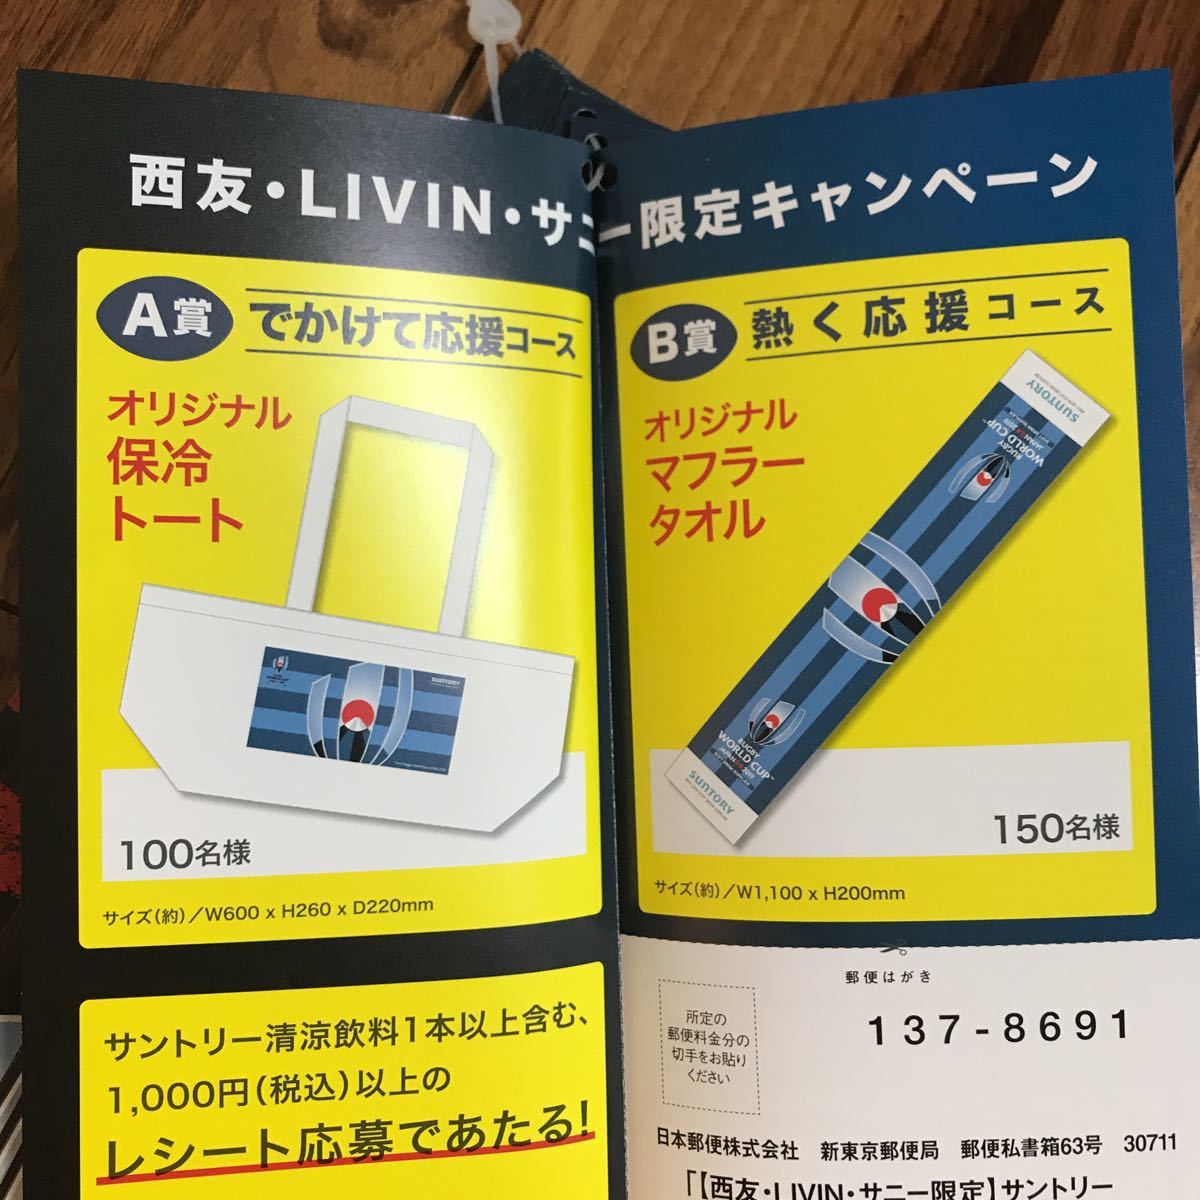 西友・LIVIN・サニー限定キャンペーン
A賞 でかけて応援コース
オリジナル
保冷
トート
SUNTORY
100名様
サイズ(約)／W600 x H260 x D220mm
サントリー清涼飲料1本以上含む、
1,000円(税込)以上の
レシート応募であたる!
B賞 熱く応援コース
オリジナル
マフラー
タオル
SUNTORY
RUGBY
WORLD CUP™
JAPAN 2019
RUGBY
WORLD CUP™
JAPAN 2019
SUNTORY
150名様
サイズ(約)／W1,100 x H200mm
郵便はがき
所定の
郵便料金分の
切手をお貼り
ください
137-8691
日本郵便株式会社 新東京郵便局 郵便私書箱63号 30711
「【西友・LIVIN・サニー限定】サントリー